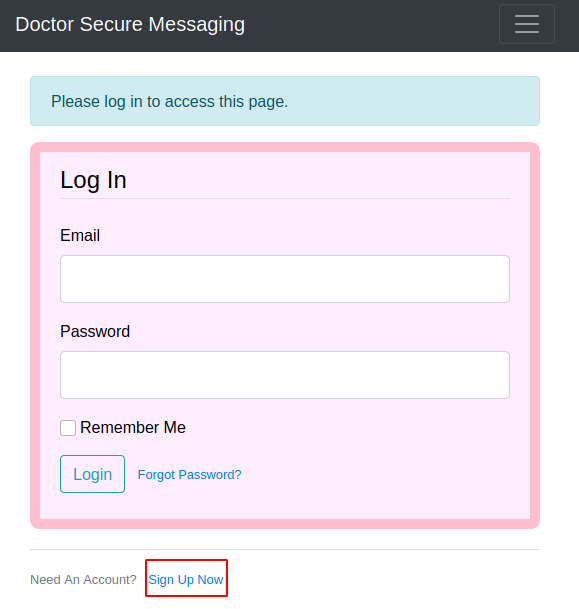 Doctor Secure Messaging
Please log in to access this page.
Log In
Email
Password
Remember Me
Login Forgot Password?
Need An Account? Sign Up Now